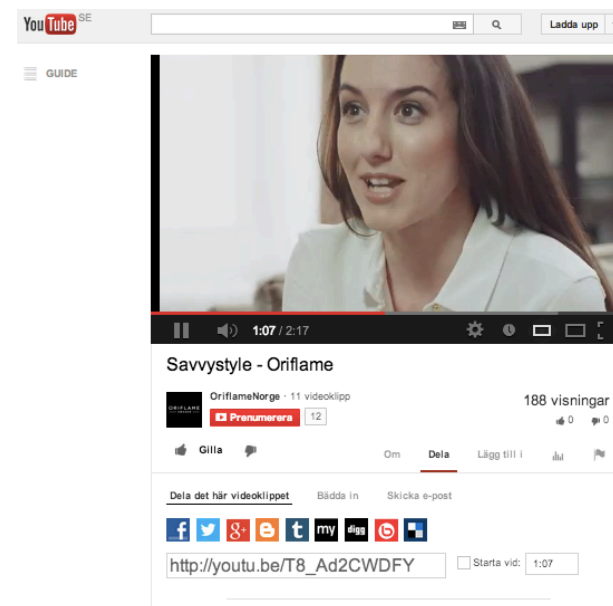 YouTube SE
Ladda upp
GUIDE
1:07 / 2:17
Savvystyle - Oriflame
ORIFLAME
OriflameNorge · 11 videoklipp
Prenumerera 12
188 visningar
0 0
Gilla
Om Dela Lägg till i
Dela det här videoklippet Bädda in Skicka e-post
f t my digg
http://youtu.be/T8_Ad2CWDFY
Starta vid: 1:07